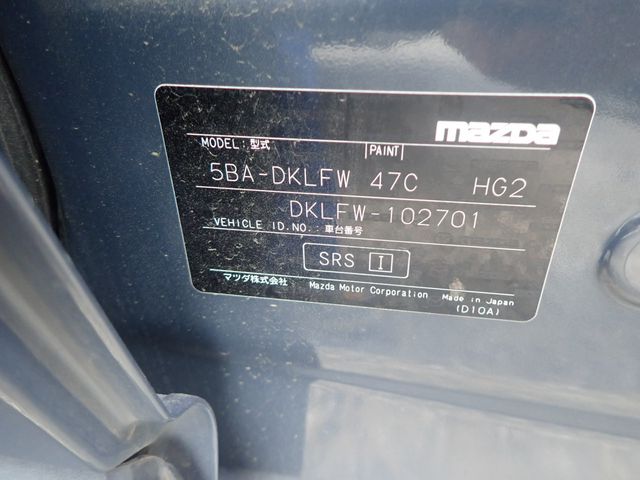 mazda
MODEL:型式 PAINT
5BA-DKLFW 47C HG2
DKLFW-102701
VEHICLE ID.NO.:車台番号
SRS I
マツダ株式会社 Mazda Motor Corporation Made in Japan
(D10A)